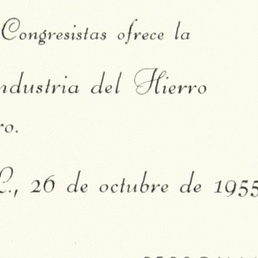 Congresistas ofrece la
ndustria del Hierro
ro.
L., 26 de octubre de 1955